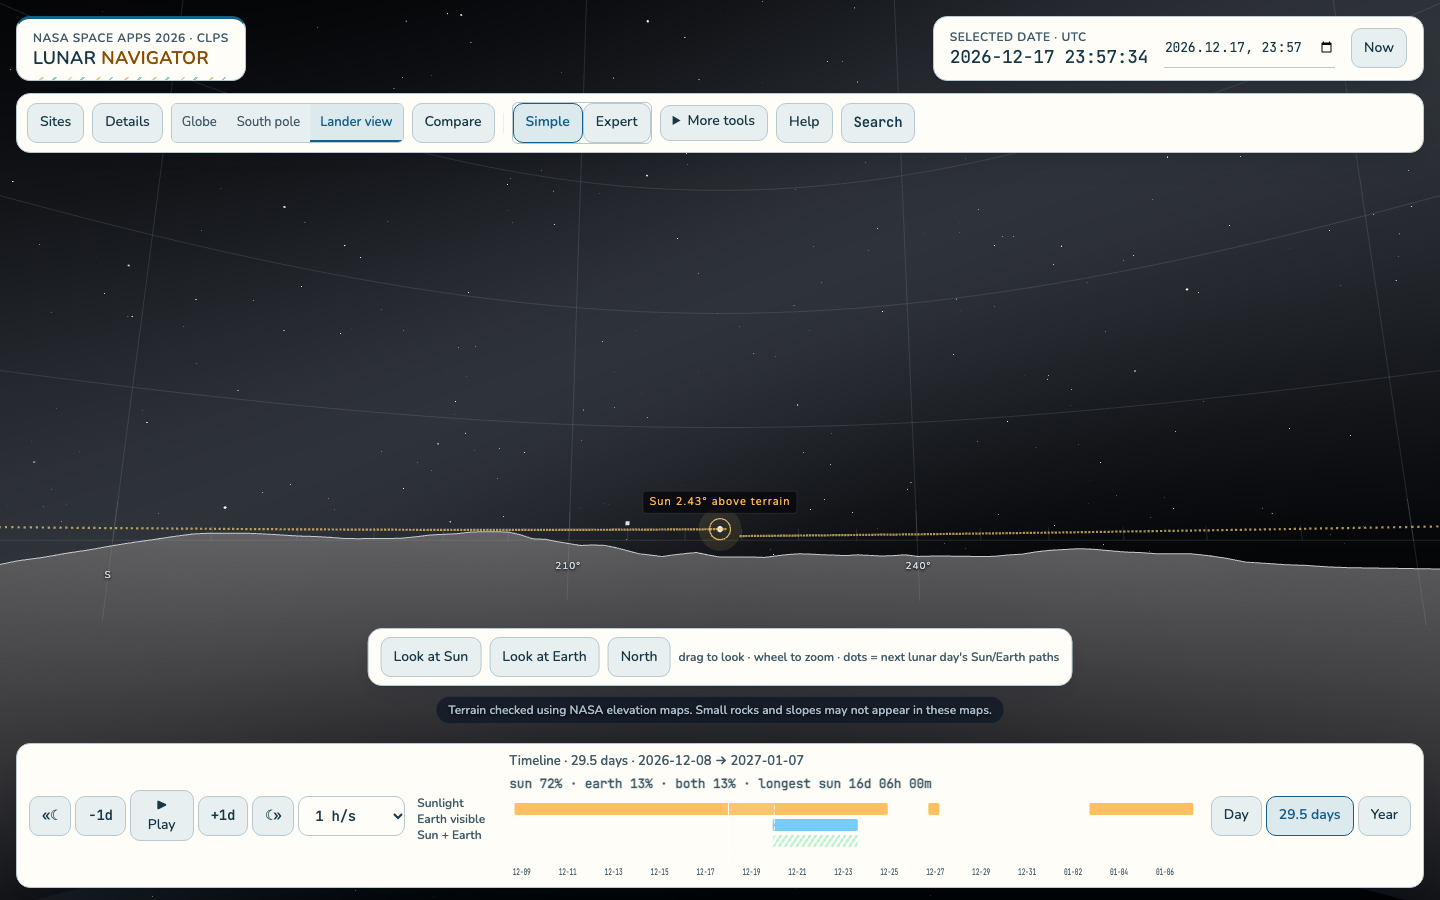 NASA SPACE APPS 2026 · CLPS
LUNAR NAVIGATOR
SELECTED DATE · UTC
2026-12-17 23:57:34
2026.12.17, 23:57
Now
Sites
Details
Globe
South pole
Lander view
Compare
Simple
Expert
▶ More tools
Help
Search
Sun 2.43° above terrain
S
210°
240°
Look at Sun
Look at Earth
North
drag to look · wheel to zoom · dots = next lunar day's Sun/Earth paths
Terrain checked using NASA elevation maps. Small rocks and slopes may not appear in these maps.
Timeline · 29.5 days · 2026-12-08 → 2027-01-07
sun 72% · earth 13% · both 13% · longest sun 16d 06h 00m
«☾
-1d
▶
Play
+1d
☾»
1 h/s
Sunlight
Earth visible
Sun + Earth
12-09 12-11 12-13 12-15 12-17 12-19 12-21 12-23 12-25 12-27 12-29 12-31 01-02 01-04 01-06
Day
29.5 days
Year